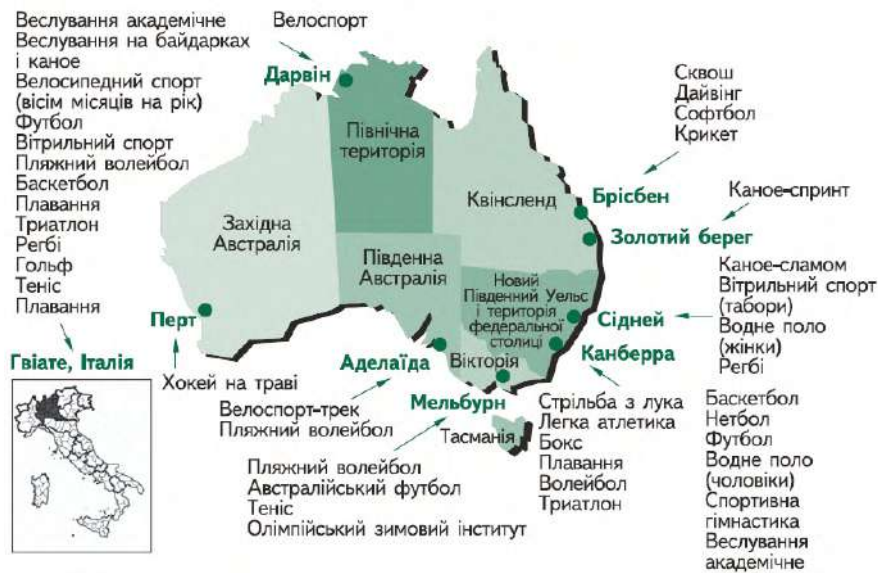 Веслування академічне
Веслування на байдарках
і каное
Велосипедний спорт
(вісім місяців на рік)
Футбол
Вітрильний спорт
Пляжний волейбол
Баскетбол
Плавання
Триатлон
Регбі
Гольф
Теніс
Плавання
Гвіате, Італія
Велоспорт
Дарвін
Північна
територія
Західна
Австралія
Південна
Австралія
Квінсленд
Новий
Південний Уельс
і територія
федеральної
столиці
Вікторія
Тасманія
Сквош
Дайвінг
Софтбол
Крикет
Брісбен
Каное-спринт
Золотий берег
Каное-сламом
Вітрильний спорт
(табори)
Водне поло
(жінки)
Регбі
Сідней
Канберра
Перт
Хокей на траві
Аделаїда
Велоспорт-трек
Пляжний волейбол
Мельбурн
Пляжний волейбол
Австралійський футбол
Теніс
Олімпійський зимовий інститут
Стрільба з лука
Легка атлетика
Бокс
Плавання
Волейбол
Триатлон
Баскетбол
Нетбол
Футбол
Водне поло
(чоловіки)
Спортивна
гімнастика
Веслування
академічне